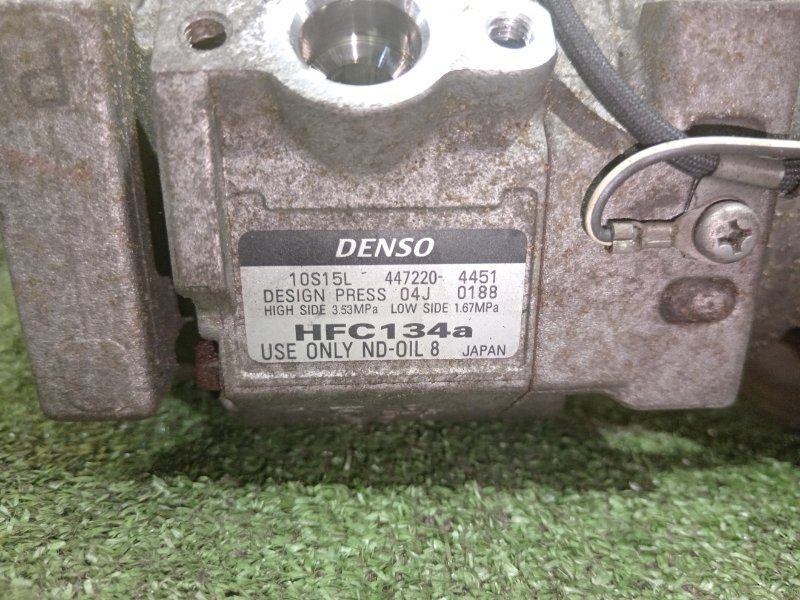 DENSO
10S15L 447220- 4451
DESIGN PRESS 04J 0188
HIGH SIDE 3.53MPa LOW SIDE 1.67MPa
HFC134a
USE ONLY ND-OIL 8 JAPAN